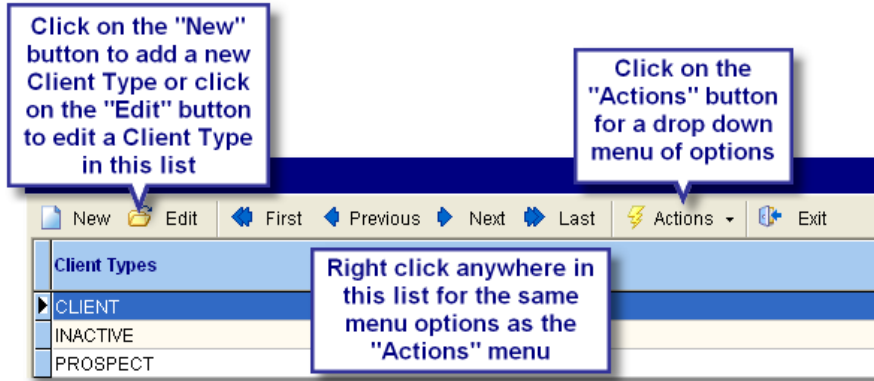 Click on the "New"
button to add a new
Client Type or click
on the "Edit" button
to edit a Client Type
in this list
Click on the
"Actions" button
for a drop down
menu of options
New Edit First Previous Next Last Actions Exit
Client Types
Right click anywhere in
this list for the same
menu options as the
"Actions" menu
CLIENT
INACTIVE
PROSPECT